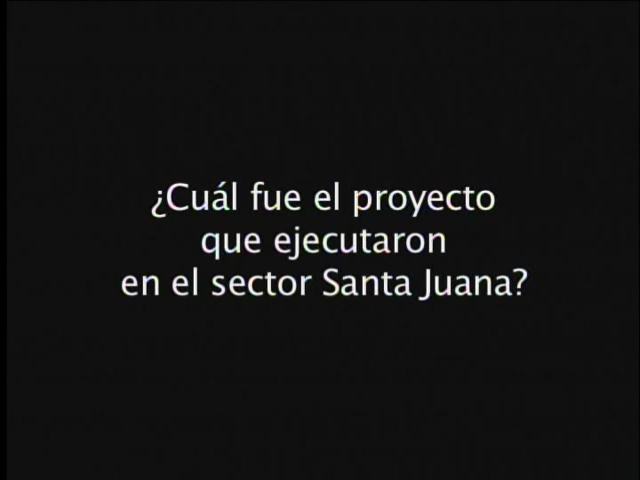 ¿Cuál fue el proyecto
que ejecutaron
en el sector Santa Juana?